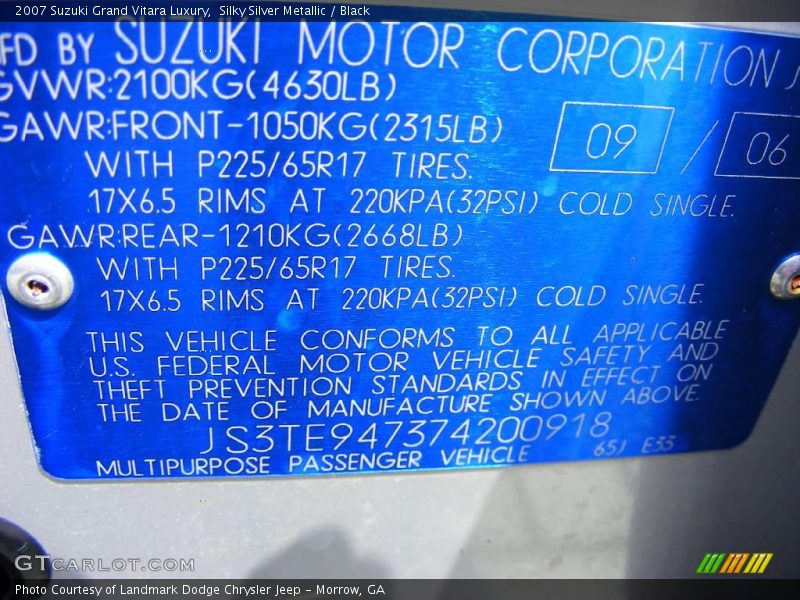 2007 Suzuki Grand Vitara Luxury, Silky Silver Metallic / Black
MFD BY SUZUKI MOTOR CORPORATION
GVWR:2100KG(4630LB)
GAWR:FRONT-1050KG(2315LB)
09 / 06
WITH P225/65R17 TIRES.
17X6.5 RIMS AT 220KPA(32PSI) COLD SINGLE.
GAWR:REAR-1210KG(2668LB)
WITH P225/65R17 TIRES.
17X6.5 RIMS AT 220KPA(32PSI) COLD SINGLE.
THIS VEHICLE CONFORMS TO ALL APPLICABLE
U.S. FEDERAL MOTOR VEHICLE SAFETY AND
THEFT PREVENTION STANDARDS IN EFFECT ON
THE DATE OF MANUFACTURE SHOWN ABOVE.
JS3TE947374200918
65J E33
MULTIPURPOSE PASSENGER VEHICLE
GTCARLOT.COM
Photo Courtesy of Landmark Dodge Chrysler Jeep - Morrow, GA